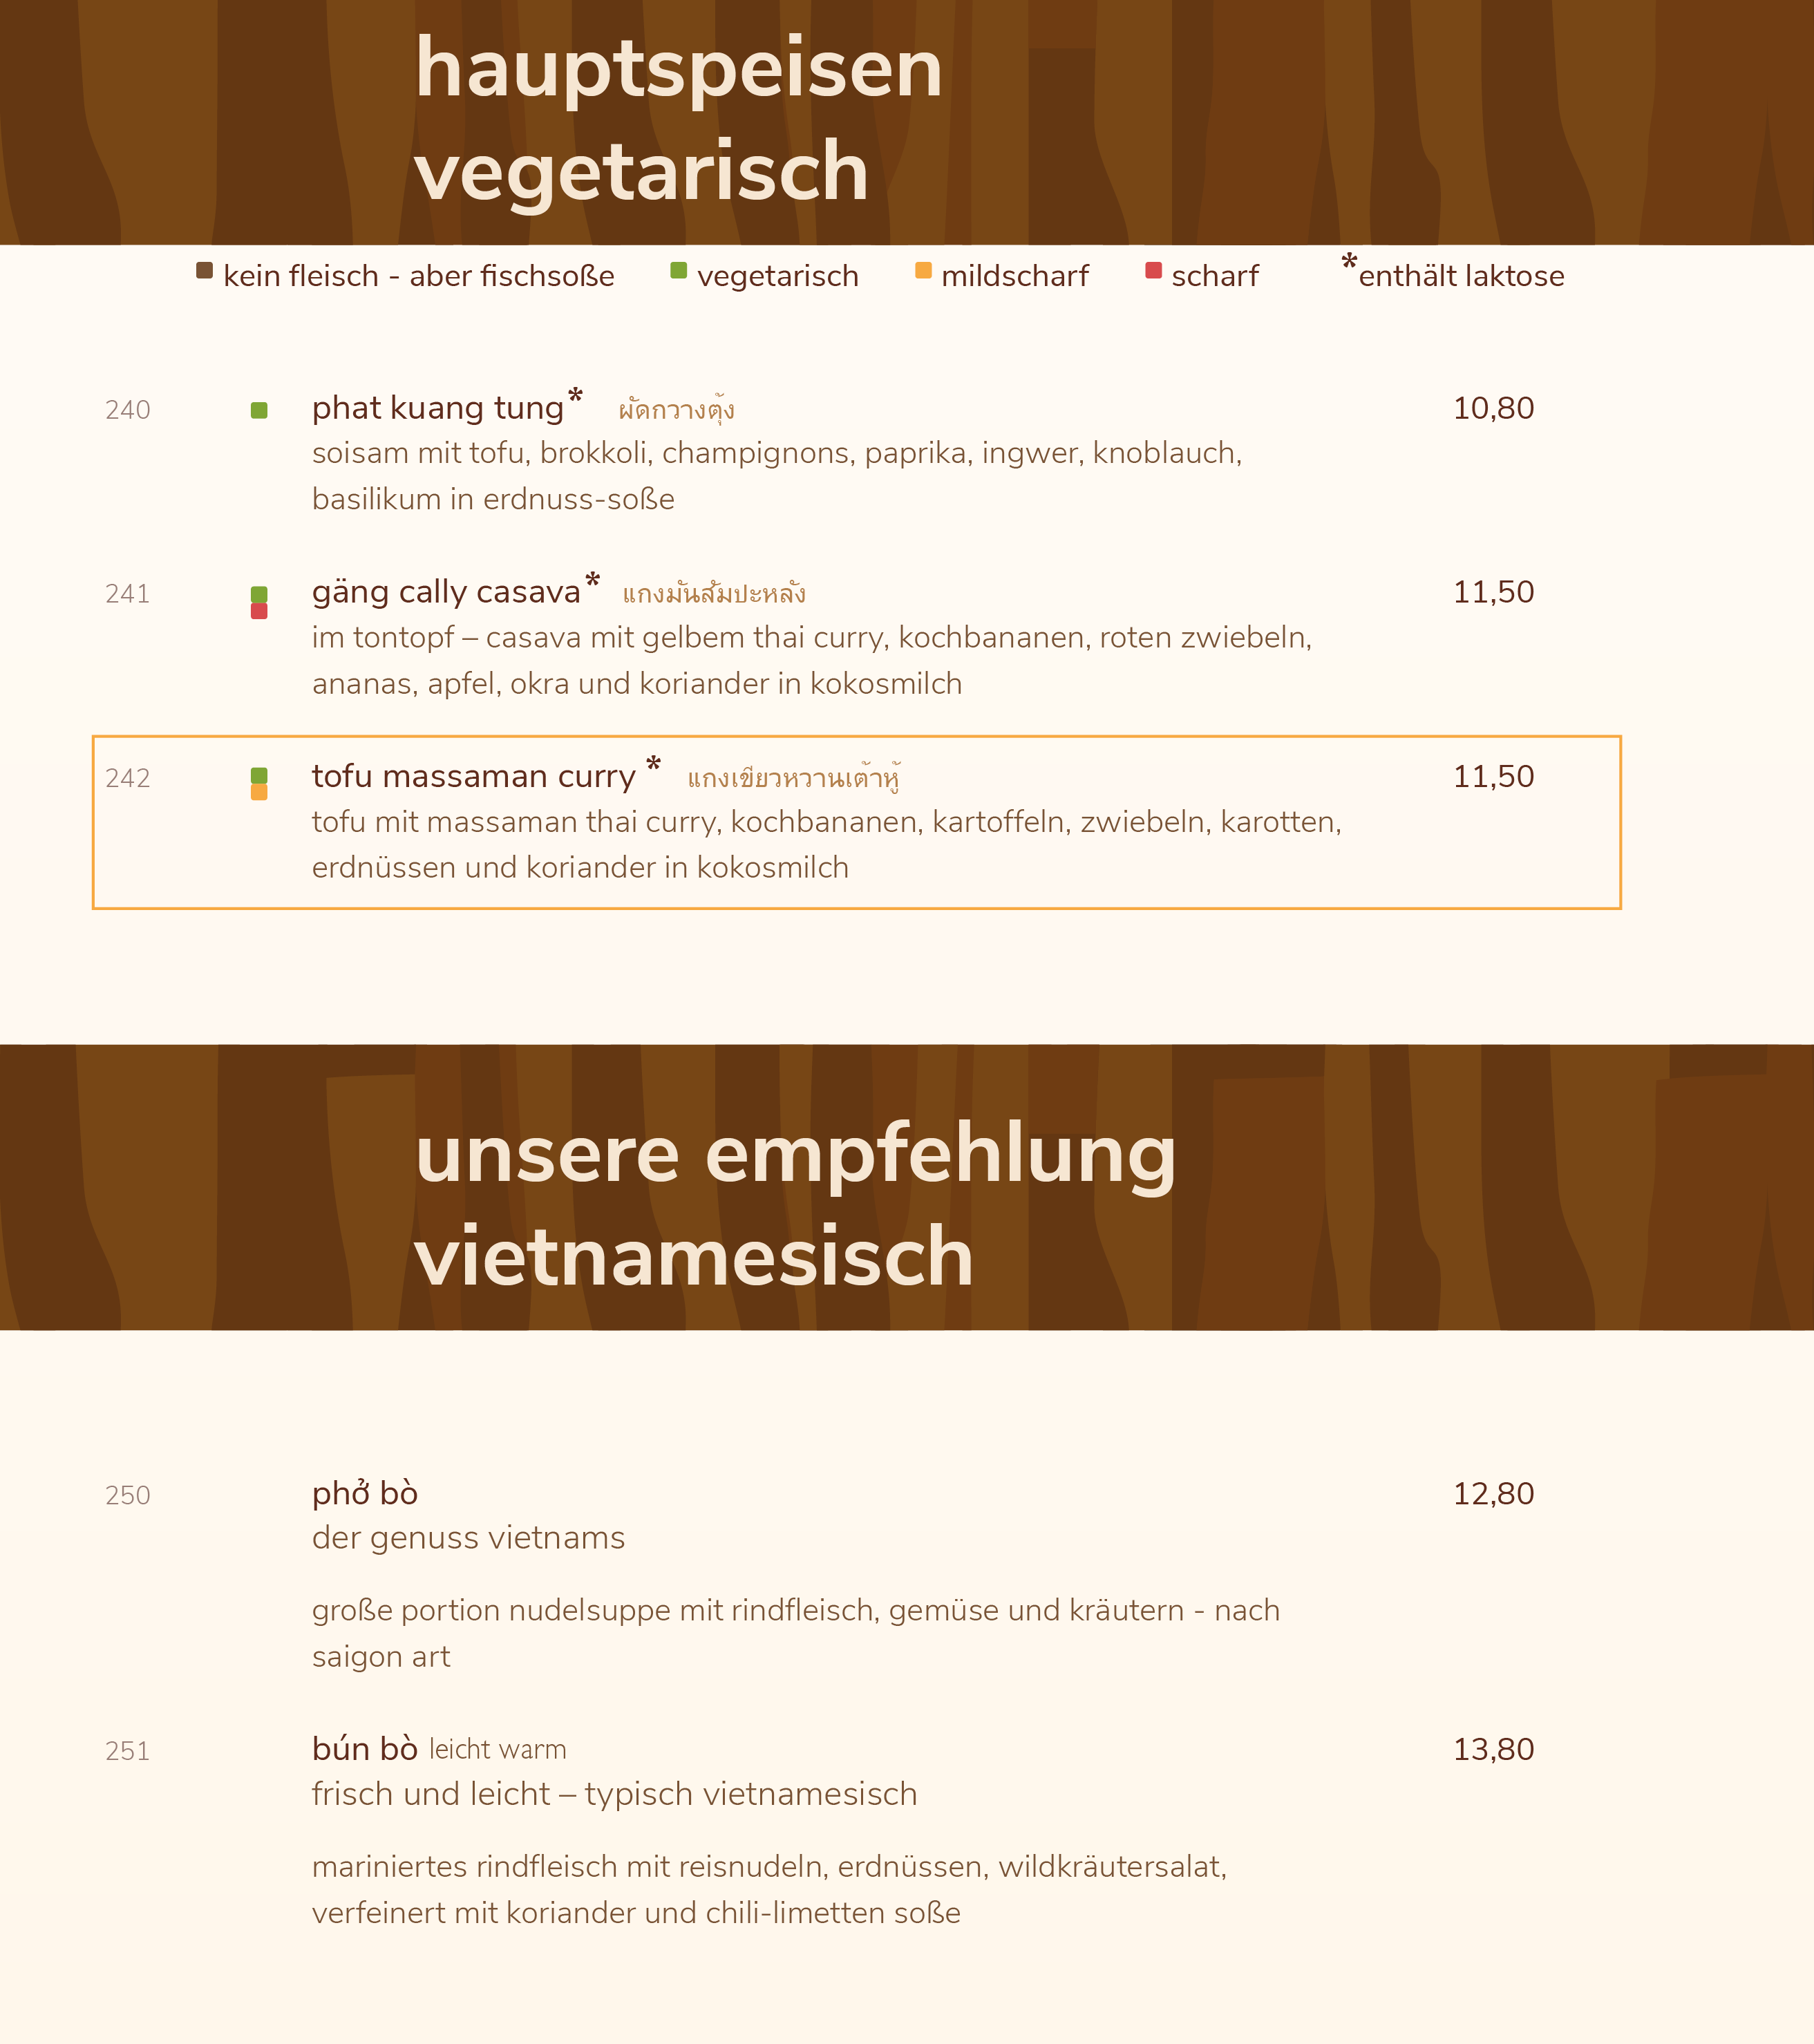 hauptspeisen
vegetarisch
kein fleisch - aber fischsoße vegetarisch mildscharf scharf *enthält laktose
240 phat kuang tung* ผัดกวางตุ้ง 10,80
soisam mit tofu, brokkoli, champignons, paprika, ingwer, knoblauch,
basilikum in erdnuss-soße
241 gäng cally casava* แกงมันสัมปะหลัง 11,50
im tontopf – casava mit gelbem thai curry, kochbananen, roten zwiebeln,
ananas, apfel, okra und koriander in kokosmilch
242 tofu massaman curry * แกงเขียวหวานเต้าหู้ 11,50
tofu mit massaman thai curry, kochbananen, kartoffeln, zwiebeln, karotten,
erdnüssen und koriander in kokosmilch
unsere empfehlung
vietnamesisch
250 phở bò 12,80
der genuss vietnams
große portion nudelsuppe mit rindfleisch, gemüse und kräutern - nach
saigon art
251 bún bò leicht warm 13,80
frisch und leicht – typisch vietnamesisch
mariniertes rindfleisch mit reisnudeln, erdnüssen, wildkräutersalat,
verfeinert mit koriander und chili-limetten soße